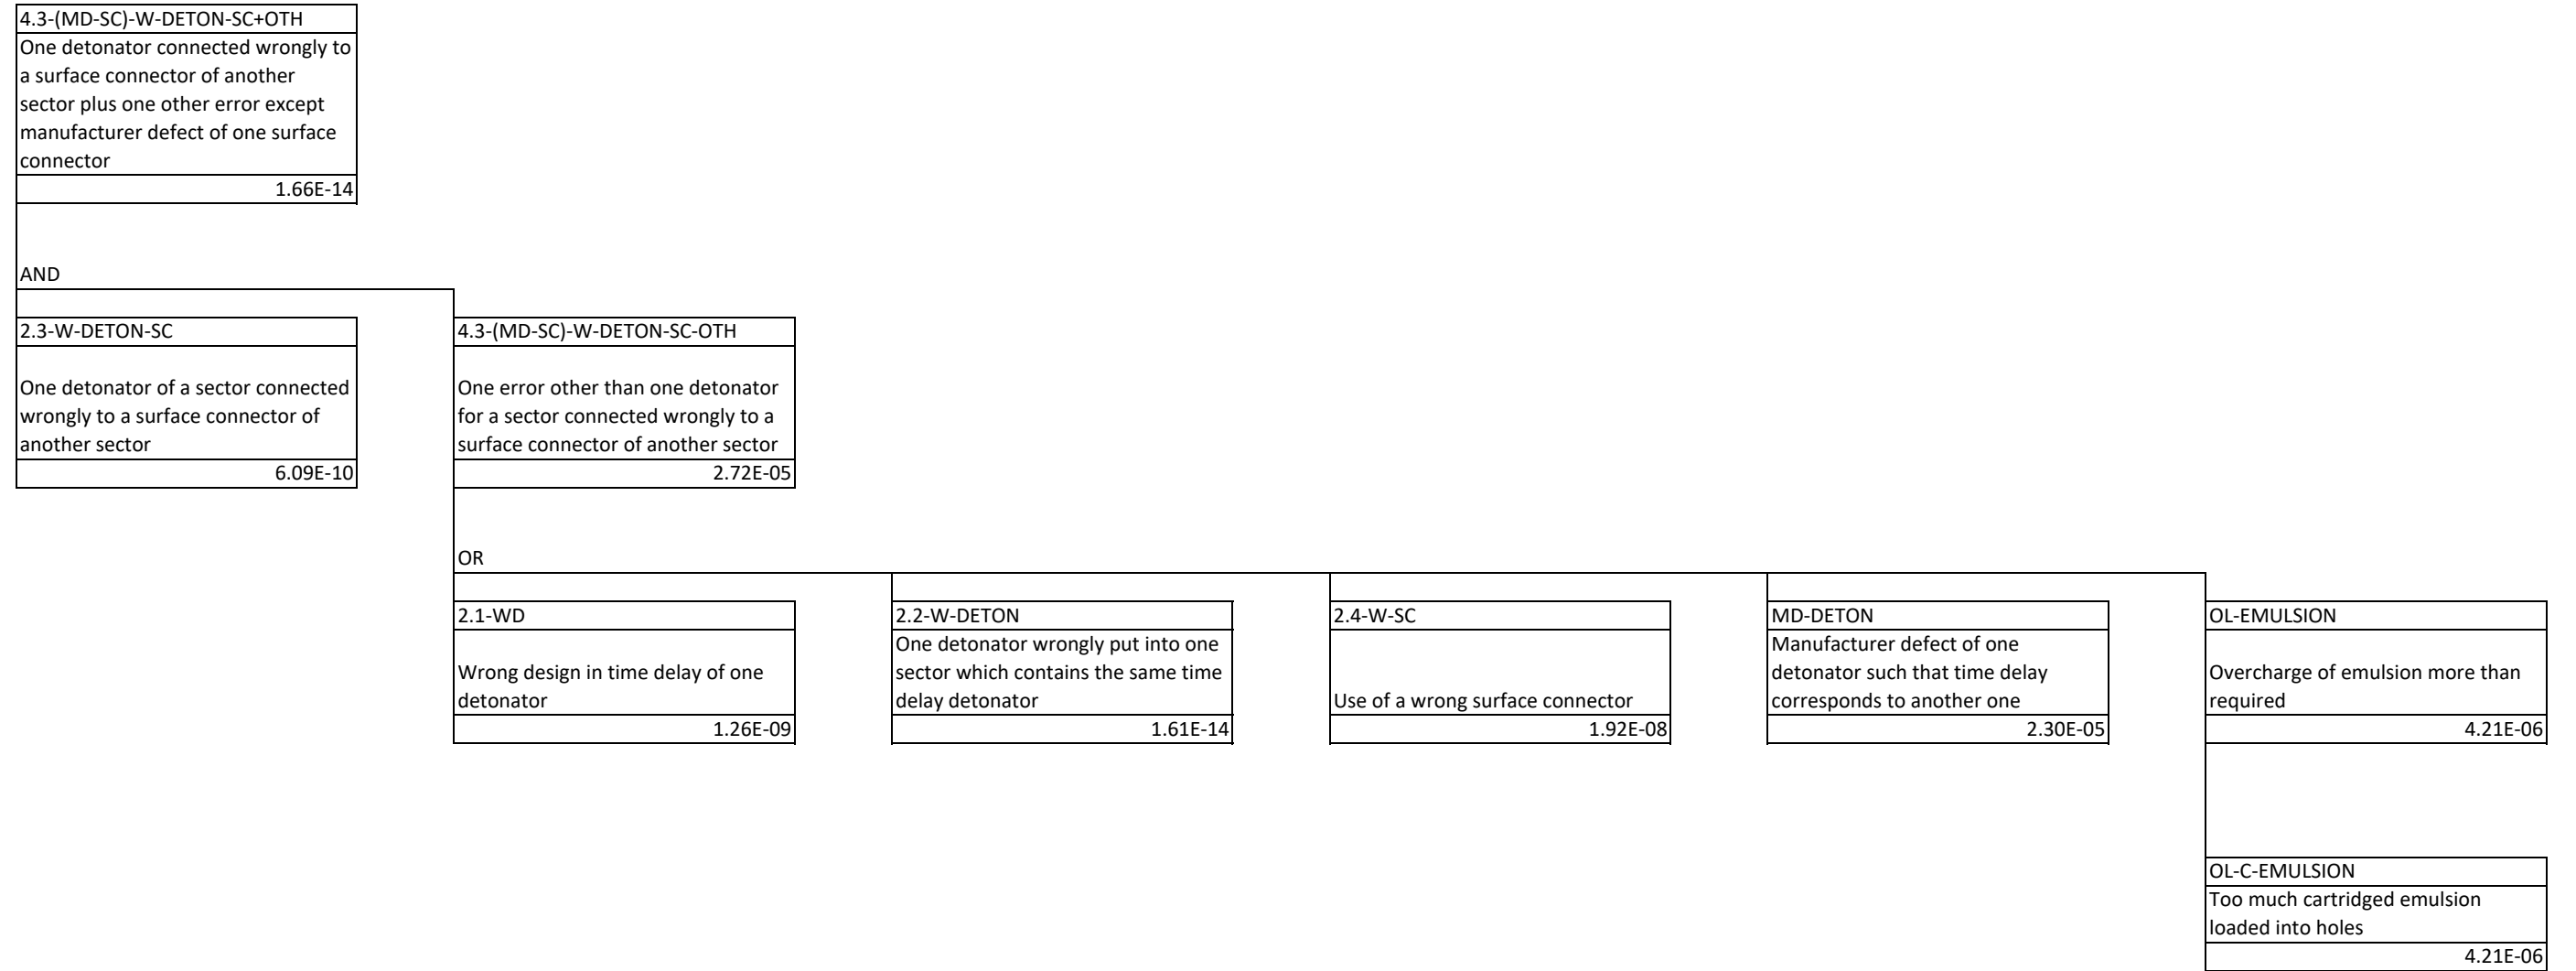 4.3-(MD-SC)-W-DETON-SC+OTH
One detonator connected wrongly to
a surface connector of another
sector plus one other error except
manufacturer defect of one surface
connector
1.66E-14
AND
2.3-W-DETON-SC
One detonator of a sector connected
wrongly to a surface connector of
another sector
6.09E-10
4.3-(MD-SC)-W-DETON-SC-OTH
One error other than one detonator
for a sector connected wrongly to a
surface connector of another sector
2.72E-05
OR
2.1-WD
Wrong design in time delay of one
detonator
1.26E-09
2.2-W-DETON
One detonator wrongly put into one
sector which contains the same time
delay detonator
1.61E-14
2.4-W-SC
Use of a wrong surface connector
1.92E-08
MD-DETON
Manufacturer defect of one
detonator such that time delay
corresponds to another one
2.30E-05
OL-EMULSION
Overcharge of emulsion more than
required
4.21E-06
OL-C-EMULSION
Too much cartridged emulsion
loaded into holes
4.21E-06